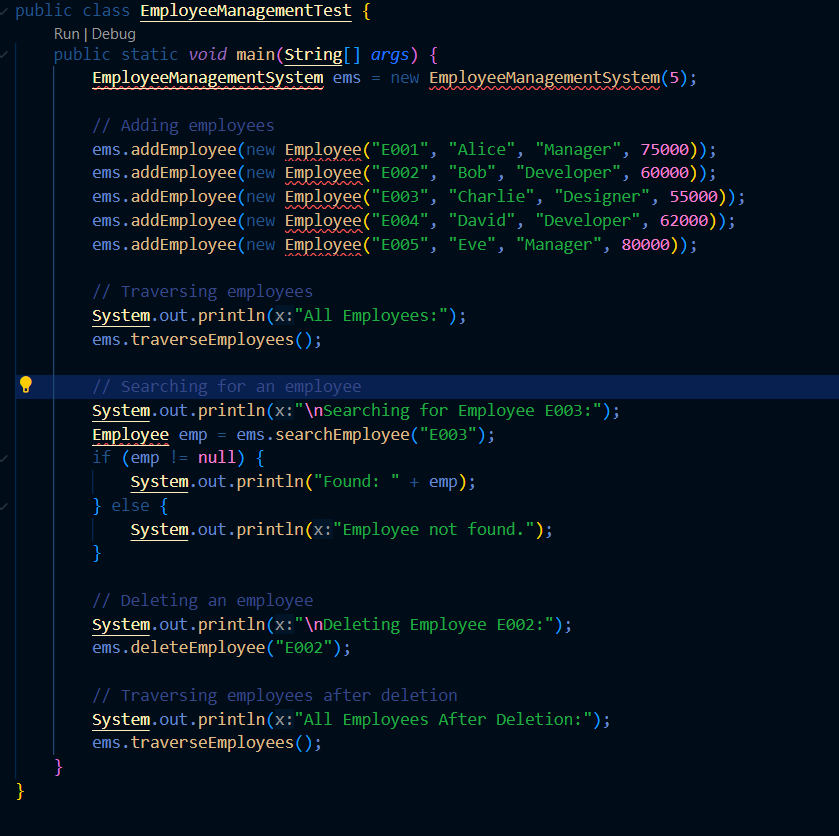 public class EmployeeManagementTest {
Run | Debug
public static void main(String[] args) {
EmployeeManagementSystem ems = new EmployeeManagementSystem(5);
// Adding employees
ems.addEmployee(new Employee("E001", "Alice", "Manager", 75000));
ems.addEmployee(new Employee("E002", "Bob", "Developer", 60000));
ems.addEmployee(new Employee("E003", "Charlie", "Designer", 55000));
ems.addEmployee(new Employee("E004", "David", "Developer", 62000));
ems.addEmployee(new Employee("E005", "Eve", "Manager", 80000));
// Traversing employees
System.out.println(x:"All Employees:");
ems.traverseEmployees();
// Searching for an employee
System.out.println(x:"\nSearching for Employee E003:");
Employee emp = ems.searchEmployee("E003");
if (emp != null) {
System.out.println("Found: " + emp);
} else {
System.out.println(x:"Employee not found.");
}
// Deleting an employee
System.out.println(x:"\nDeleting Employee E002:");
ems.deleteEmployee("E002");
// Traversing employees after deletion
System.out.println(x:"All Employees After Deletion:");
ems.traverseEmployees();
}
}